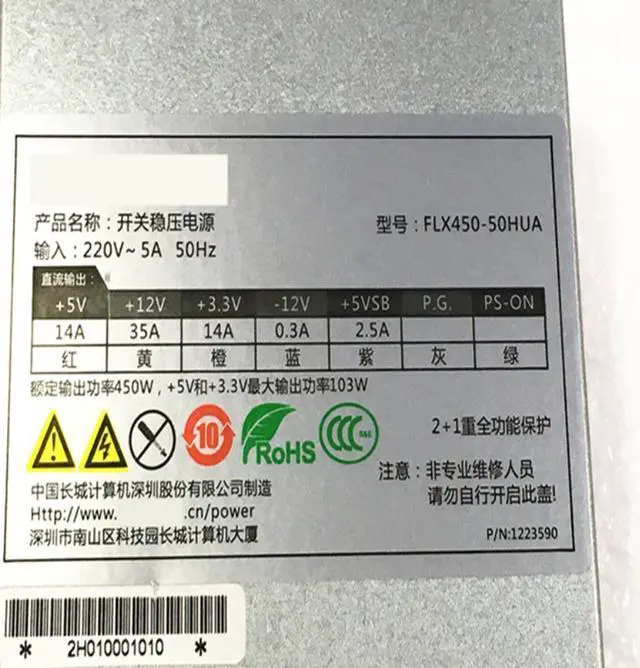 产品名称：开关稳压电源
型号：FLX450-50HUA
输入：220V~ 5A 50Hz
直流输出：
+5V +12V +3.3V -12V +5VSB P.G. PS-ON
14A 35A 14A 0.3A 2.5A
红 黄 橙 蓝 紫 灰 绿
额定输出功率450W，+5V和+3.3V最大输出功率103W
10 RoHS CCC S&E
2+1重全功能保护
注意：非专业维修人员
请勿自行开启此盖!
中国长城计算机深圳股份有限公司制造
Http://www. .cn/power
深圳市南山区科技园长城计算机大厦
P/N:1223590
* 2H010001010 *